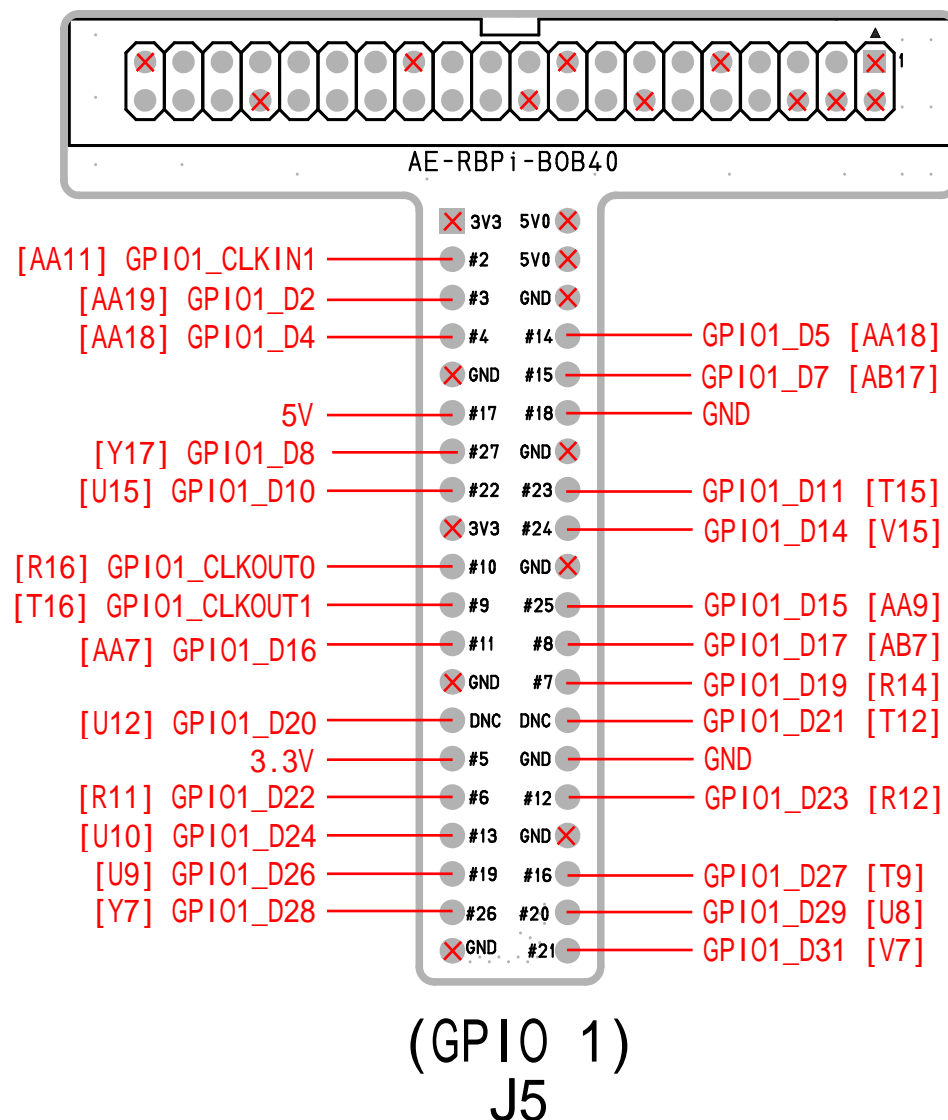 1
AE-RBPi-BOB40
3V3 5V0
[AA11] GPIO1_CLKIN1 #2 5V0
[AA19] GPIO1_D2 #3 GND
[AA18] GPIO1_D4 #4 #14 GPIO1_D5 [AA18]
GND #15 GPIO1_D7 [AB17]
5V #17 #18 GND
[Y17] GPIO1_D8 #27 GND
[U15] GPIO1_D10 #22 #23 GPIO1_D11 [T15]
3V3 #24 GPIO1_D14 [V15]
[R16] GPIO1_CLKOUT0 #10 GND
[T16] GPIO1_CLKOUT1 #9 #25 GPIO1_D15 [AA9]
[AA7] GPIO1_D16 #11 #8 GPIO1_D17 [AB7]
GND #7 GPIO1_D19 [R14]
[U12] GPIO1_D20 DNC DNC GPIO1_D21 [T12]
3.3V #5 GND GND
[R11] GPIO1_D22 #6 #12 GPIO1_D23 [R12]
[U10] GPIO1_D24 #13 GND
[U9] GPIO1_D26 #19 #16 GPIO1_D27 [T9]
[Y7] GPIO1_D28 #26 #20 GPIO1_D29 [U8]
GND #21 GPIO1_D31 [V7]
(GPIO 1)
J5